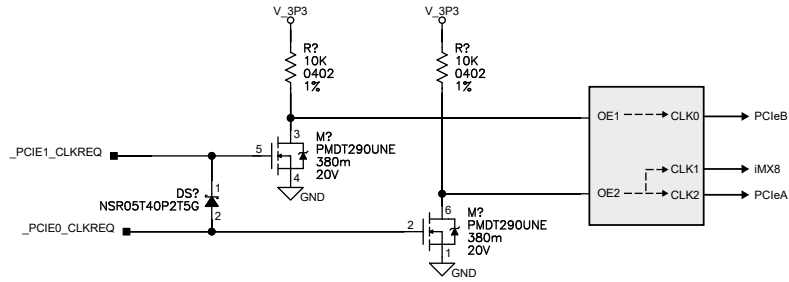 V_3P3
V_3P3
R?
10K
0402
1%
R?
10K
0402
1%
OE1
CLK0
PCIeB
3
M?
PMDT290UNE
380m
20V
_PCIE1_CLKREQ
5
4
GND
CLK1
iMX8
OE2
CLK2
PCIeA
DS?
NSR05T40P2T5G
1
2
6
M?
PMDT290UNE
380m
20V
_PCIE0_CLKREQ
2
1
GND